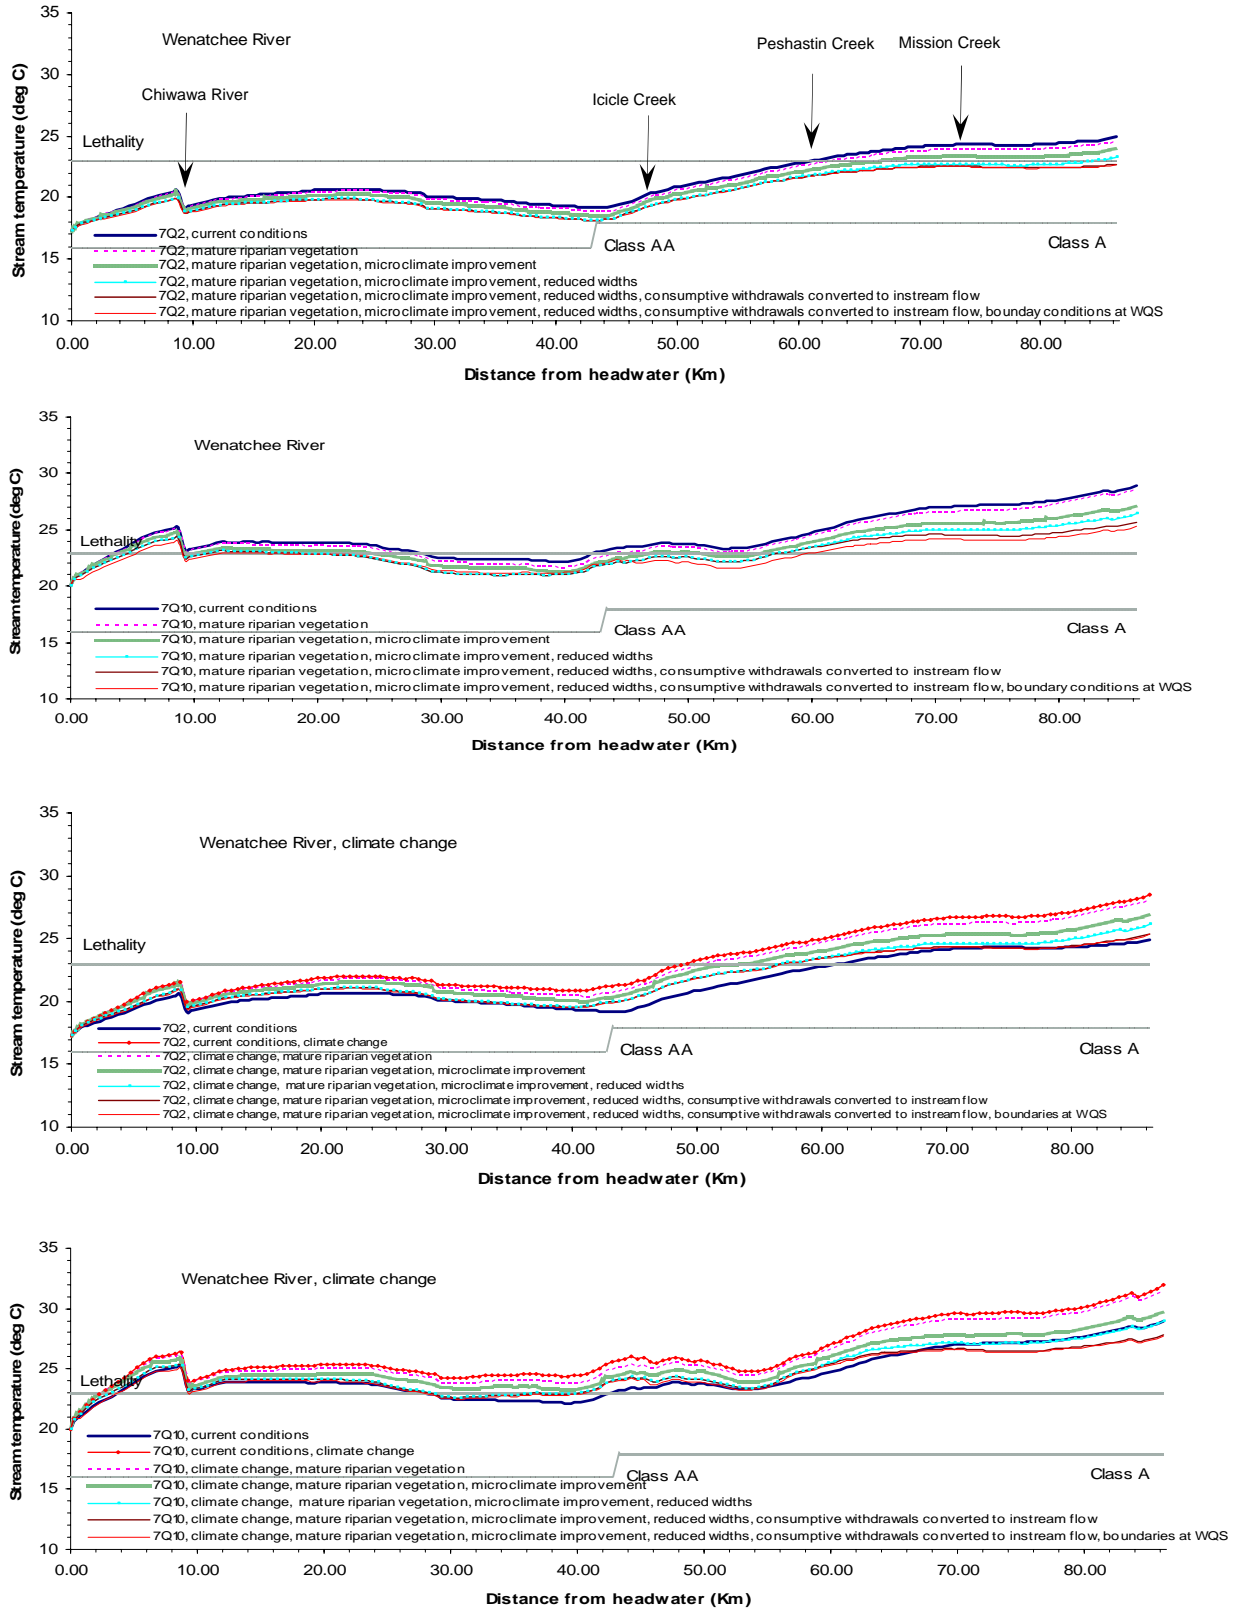 35
30
25
20
15
10
Stream temperature (deg C)
Wenatchee River
Chiwawa River
Icicle Creek
Peshastin Creek
Mission Creek
Lethality
Class AA
Class A
7Q2, current conditions
7Q2, mature riparian vegetation
7Q2, mature riparian vegetation, microclimate improvement
7Q2, mature riparian vegetation, microclimate improvement, reduced widths
7Q2, mature riparian vegetation, microclimate improvement, reduced widths, consumptive withdrawals converted to instream flow
7Q2, mature riparian vegetation, microclimate improvement, reduced widths, consumptive withdrawals converted to instream flow, bounday conditions at WQS
0.00 10.00 20.00 30.00 40.00 50.00 60.00 70.00 80.00
Distance from headwater (Km)
35
30
25
20
15
10
Stream temperature (deg C)
Wenatchee River
Lethality
Class AA
Class A
7Q10, current conditions
7Q10, mature riparian vegetation
7Q10, mature riparian vegetation, microclimate improvement
7Q10, mature riparian vegetation, microclimate improvement, reduced widths
7Q10, mature riparian vegetation, microclimate improvement, reduced widths, consumptive withdrawals converted to instream flow
7Q10, mature riparian vegetation, microclimate improvement, reduced widths, consumptive withdrawals converted to instream flow, boundary conditions at WQS
0.00 10.00 20.00 30.00 40.00 50.00 60.00 70.00 80.00
Distance from headwater (Km)
35
30
25
20
15
10
Stream temperature (deg C)
Wenatchee River, climate change
Lethality
Class AA
Class A
7Q2, current conditions
7Q2, current conditions, climate change
7Q2, climate change, mature riparian vegetation
7Q2, climate change, mature riparian vegetation, microclimate improvement
7Q2, climate change, mature riparian vegetation, microclimate improvement, reduced widths
7Q2, climate change, mature riparian vegetation, microclimate improvement, reduced widths, consumptive withdrawals converted to instream flow
7Q2, climate change, mature riparian vegetation, microclimate improvement, reduced widths, consumptive withdrawals converted to instream flow, boundaries at WQS
0.00 10.00 20.00 30.00 40.00 50.00 60.00 70.00 80.00
Distance from headwater (Km)
35
30
25
20
15
10
Stream temperature (deg C)
Wenatchee River, climate change
Lethality
Class AA
Class A
7Q10, current conditions
7Q10, current conditions, climate change
7Q10, climate change, mature riparian vegetation
7Q10, climate change, mature riparian vegetation, microclimate improvement
7Q10, climate change, mature riparian vegetation, microclimate improvement, reduced widths
7Q10, climate change, mature riparian vegetation, microclimate improvement, reduced widths, consumptive withdrawals converted to instream flow
7Q10, climate change, mature riparian vegetation, microclimate improvement, reduced widths, consumptive withdrawals converted to instream flow, boundaries at WQS
0.00 10.00 20.00 30.00 40.00 50.00 60.00 70.00 80.00
Distance from headwater (Km)